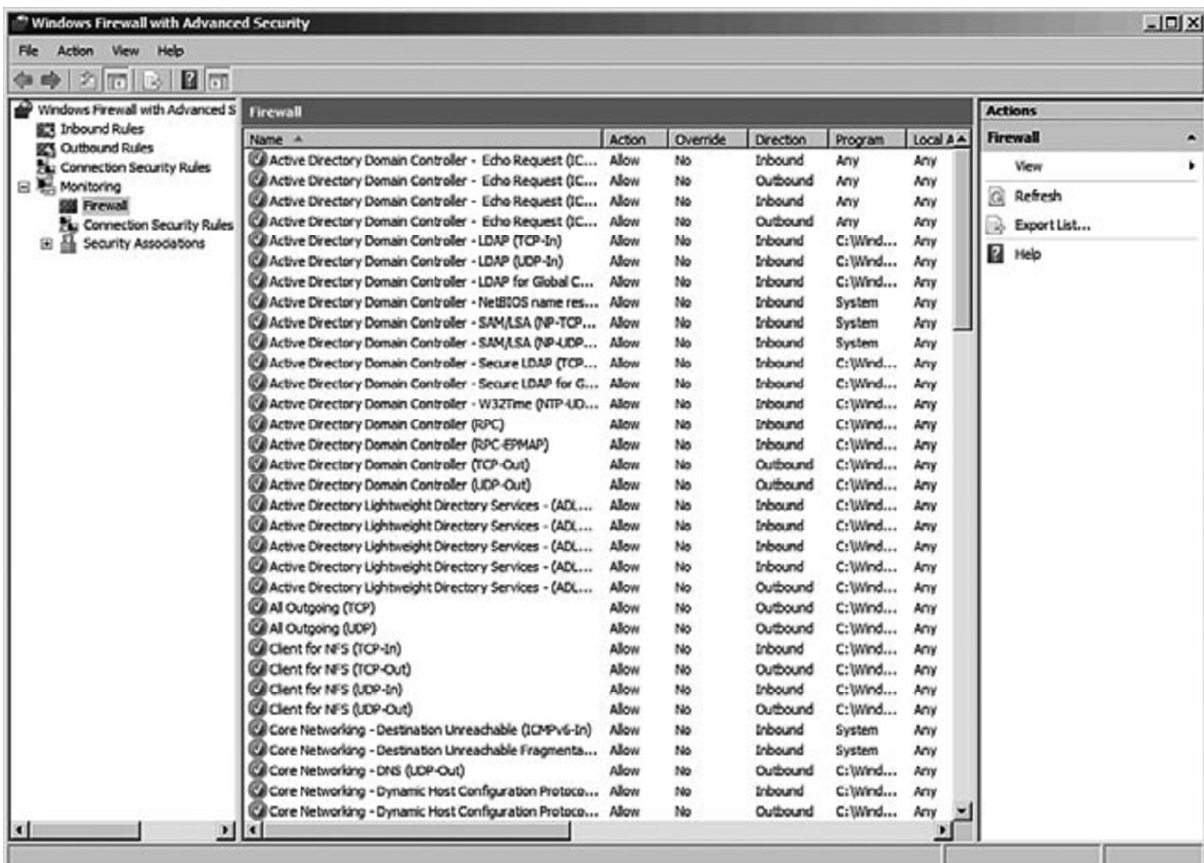 Windows Firewall with Advanced Security
File Action View Help
Windows Firewall with Advanced S
Inbound Rules
Outbound Rules
Connection Security Rules
Monitoring
Firewall
Connection Security Rules
Security Associations
Firewall
Name Action Override Direction Program Local A
Active Directory Domain Controller - Echo Request (IC... Allow No Inbound Any Any
Active Directory Domain Controller - Echo Request (IC... Allow No Outbound Any Any
Active Directory Domain Controller - Echo Request (IC... Allow No Inbound Any Any
Active Directory Domain Controller - Echo Request (IC... Allow No Outbound Any Any
Active Directory Domain Controller - LDAP (TCP-In) Allow No Inbound C:\Wind... Any
Active Directory Domain Controller - LDAP (UDP-In) Allow No Inbound C:\Wind... Any
Active Directory Domain Controller - LDAP for Global C... Allow No Inbound C:\Wind... Any
Active Directory Domain Controller - NetBIOS name res... Allow No Inbound System Any
Active Directory Domain Controller - SAM/LSA (NP-TCP... Allow No Inbound System Any
Active Directory Domain Controller - SAM/LSA (NP-UDP... Allow No Inbound System Any
Active Directory Domain Controller - Secure LDAP (TCP... Allow No Inbound C:\Wind... Any
Active Directory Domain Controller - Secure LDAP for G... Allow No Inbound C:\Wind... Any
Active Directory Domain Controller - W32Time (NTP-UD... Allow No Inbound C:\Wind... Any
Active Directory Domain Controller (RPC) Allow No Inbound C:\Wind... Any
Active Directory Domain Controller (RPC-EPMAP) Allow No Inbound C:\Wind... Any
Active Directory Domain Controller (TCP-Out) Allow No Outbound C:\Wind... Any
Active Directory Domain Controller (UDP-Out) Allow No Outbound C:\Wind... Any
Active Directory Lightweight Directory Services - (ADL... Allow No Inbound C:\Wind... Any
Active Directory Lightweight Directory Services - (ADL... Allow No Inbound C:\Wind... Any
Active Directory Lightweight Directory Services - (ADL... Allow No Inbound C:\Wind... Any
Active Directory Lightweight Directory Services - (ADL... Allow No Inbound C:\Wind... Any
Active Directory Lightweight Directory Services - (ADL... Allow No Outbound C:\Wind... Any
All Outgoing (TCP) Allow No Outbound C:\Wind... Any
All Outgoing (UDP) Allow No Outbound C:\Wind... Any
Client for NFS (TCP-In) Allow No Inbound C:\Wind... Any
Client for NFS (TCP-Out) Allow No Outbound C:\Wind... Any
Client for NFS (UDP-In) Allow No Inbound C:\Wind... Any
Client for NFS (UDP-Out) Allow No Outbound C:\Wind... Any
Core Networking - Destination Unreachable (ICMPv6-In) Allow No Inbound System Any
Core Networking - Destination Unreachable Fragmenta... Allow No Inbound System Any
Core Networking - DNS (UDP-Out) Allow No Outbound C:\Wind... Any
Core Networking - Dynamic Host Configuration Protoco... Allow No Inbound C:\Wind... Any
Core Networking - Dynamic Host Configuration Protoco... Allow No Outbound C:\Wind... Any
Actions
Firewall
View
Refresh
Export List...
Help